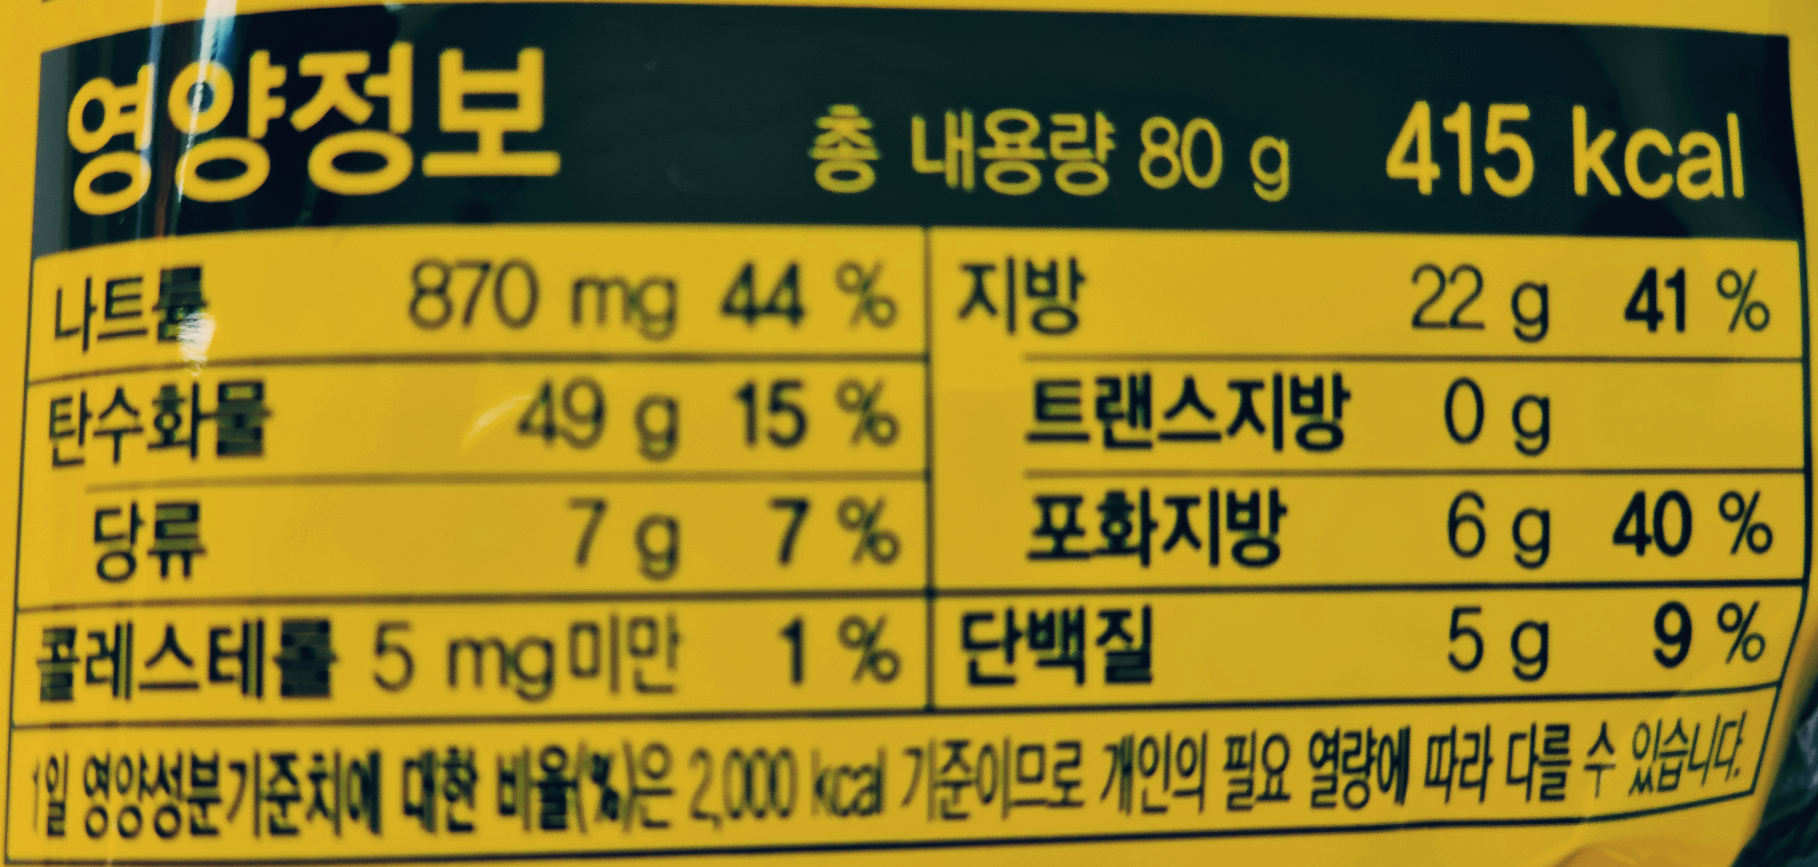 영양정보 총 내용량 80 g 415 kcal
나트륨 870 mg 44 % 지방 22 g 41 %
탄수화물 49 g 15 % 트랜스지방 0 g
당류 7 g 7 % 포화지방 6 g 40 %
콜레스테롤 5 mg 미만 1 % 단백질 5 g 9 %
1일 영양성분기준치에 대한 비율(%)은 2,000 kcal 기준이므로 개인의 필요 열량에 따라 다를 수 있습니다.